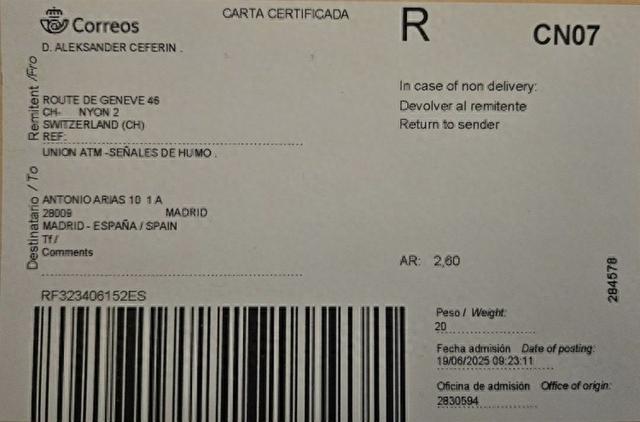 Correos
CARTA CERTIFICADA
R
CN07
D. ALEKSANDER CEFERIN .
Remitent /Fro
ROUTE DE GENEVE 46
CH- NYON 2
SWITZERLAND (CH)
REF:
In case of non delivery:
Devolver al remitente
Return to sender
Destinatario / To
UNION ATM -SEÑALES DE HUMO .
ANTONIO ARIAS 10 1 A
28009 MADRID
MADRID - ESPAÑA / SPAIN
Tf /
Comments
AR: 2,60
284578
RF323406152ES
Peso / Weight:
20
Fecha admisión Date of posting:
19/06/2025 09:23:11
Oficina de admisión Office of origin:
2830594